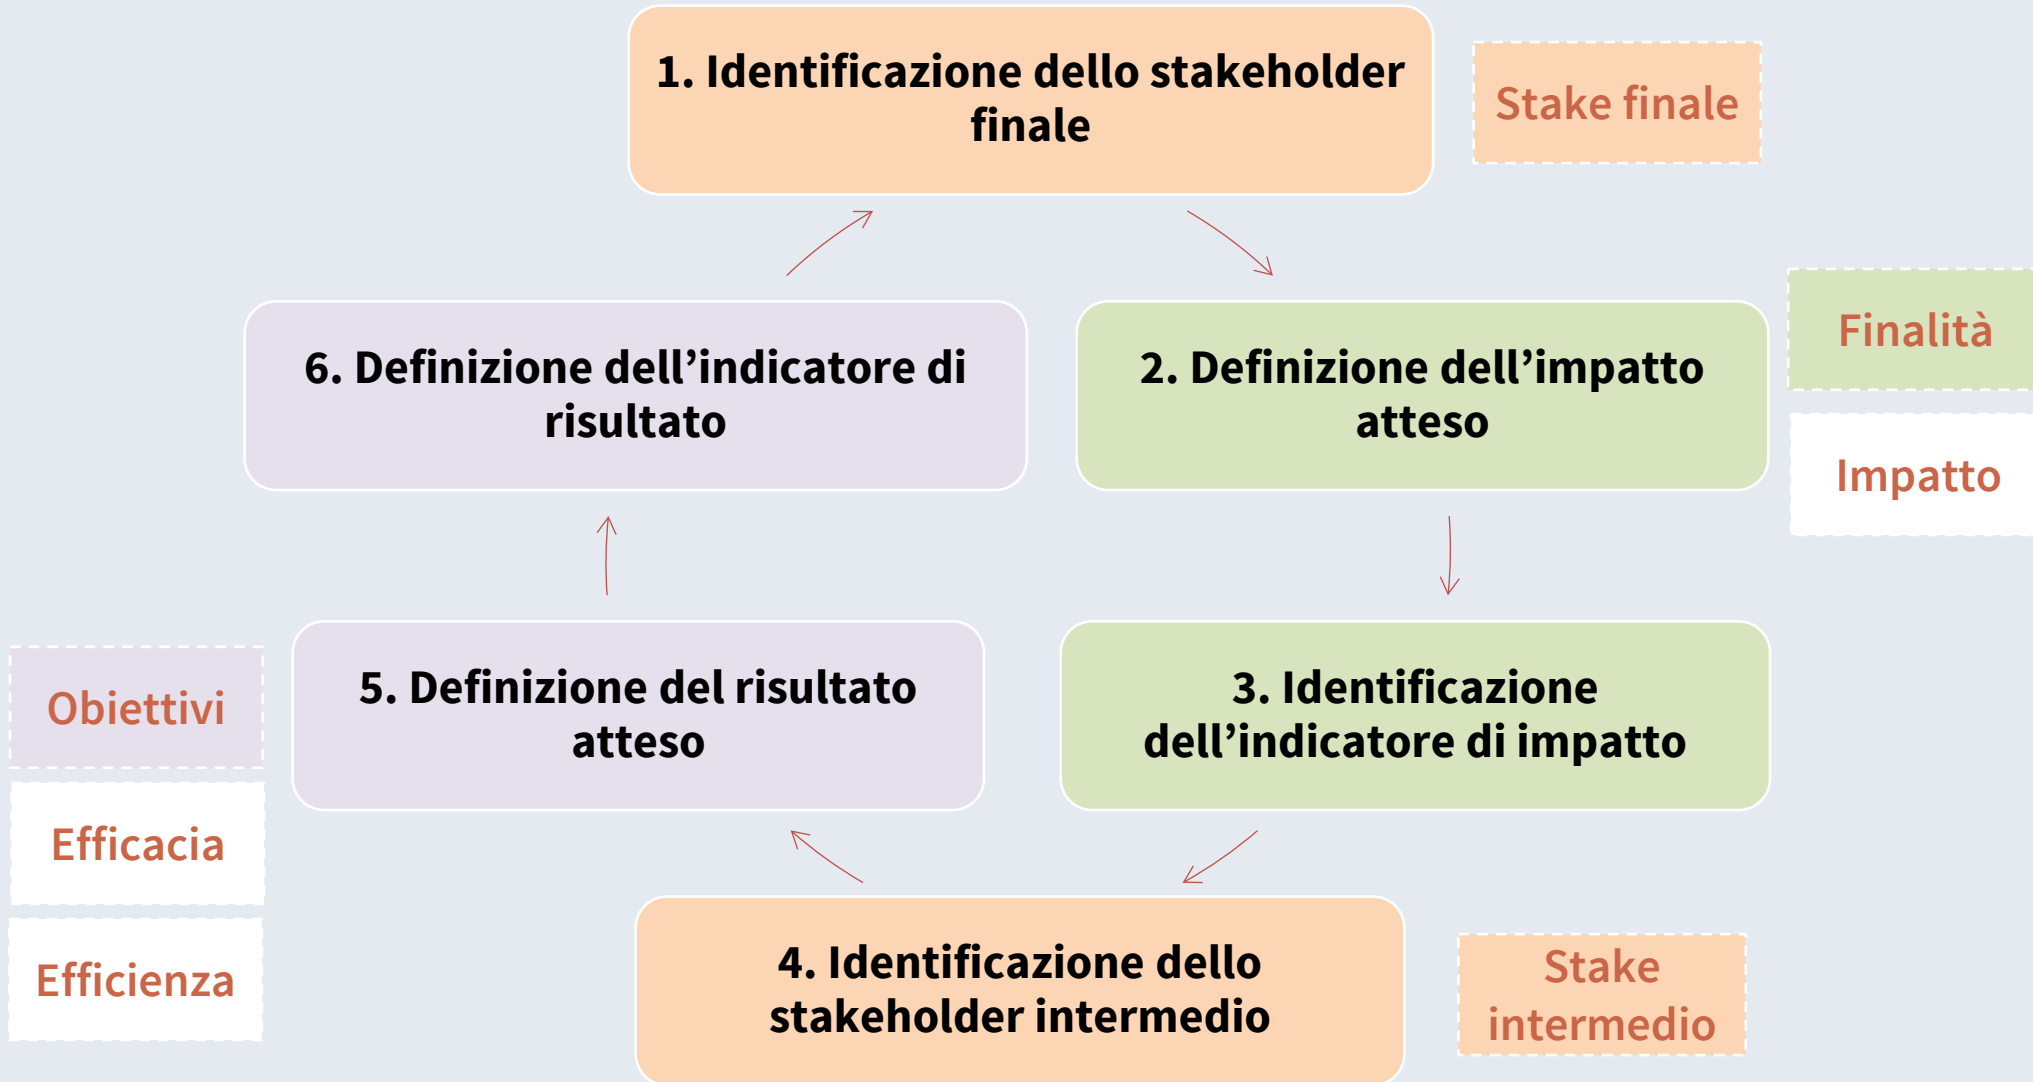 1. Identificazione dello stakeholder
finale
Stake finale
2. Definizione dell’impatto
atteso
Finalità
Impatto
3. Identificazione
dell’indicatore di impatto
4. Identificazione dello
stakeholder intermedio
Stake
intermedio
5. Definizione del risultato
atteso
Obiettivi
Efficacia
Efficienza
6. Definizione dell’indicatore di
risultato